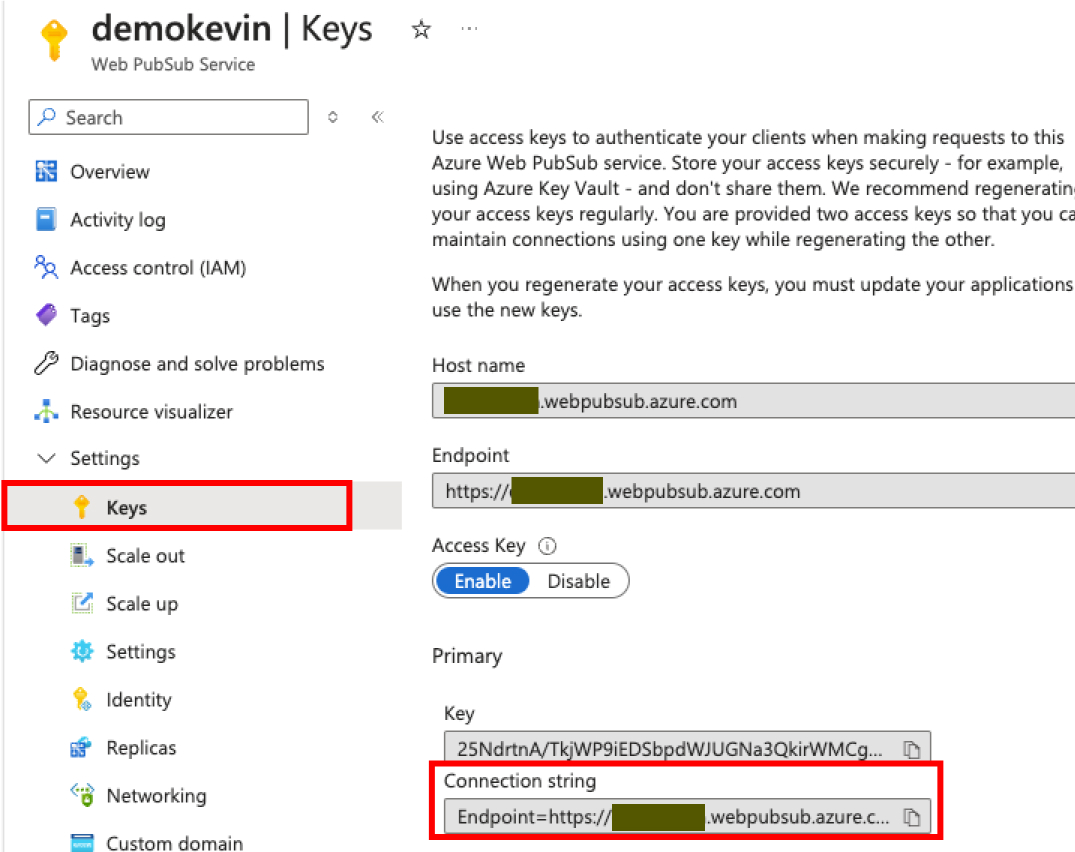 demokevin | Keys
Web PubSub Service
Search
Overview
Activity log
Access control (IAM)
Tags
Diagnose and solve problems
Resource visualizer
Settings
Keys
Scale out
Scale up
Settings
Identity
Replicas
Networking
Custom domain
Use access keys to authenticate your clients when making requests to this
Azure Web PubSub service. Store your access keys securely - for example,
using Azure Key Vault - and don't share them. We recommend regenerating
your access keys regularly. You are provided two access keys so that you ca
maintain connections using one key while regenerating the other.
When you regenerate your access keys, you must update your applications
use the new keys.
Host name
.webpubsub.azure.com
Endpoint
https:// .webpubsub.azure.com
Access Key
Enable Disable
Primary
Key
25NdrtnA/TkjWP9iEDSbpdWJUGNa3QkirWMCg...
Connection string
Endpoint=https:// .webpubsub.azure.c...